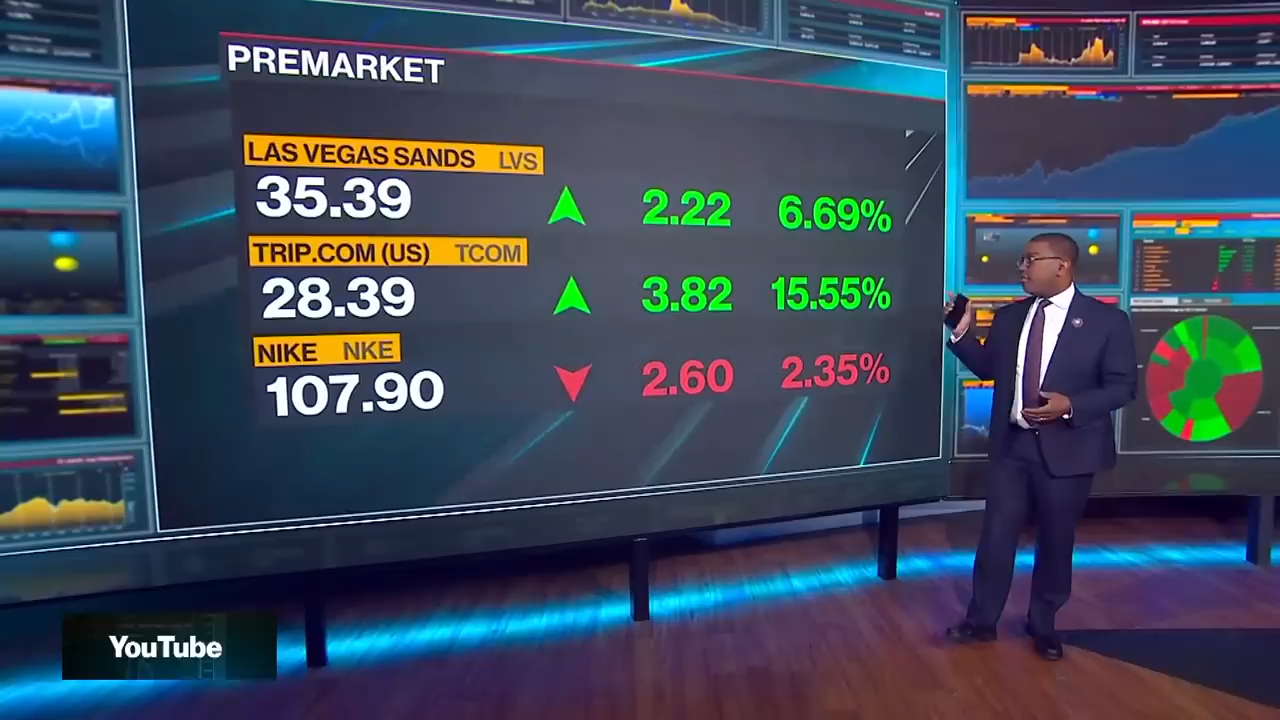 PREMARKET
LAS VEGAS SANDS LVS
35.39 2.22 6.69%
TRIP.COM (US) TCOM
28.39 3.82 15.55%
NIKE NKE
107.90 2.60 2.35%
YouTube